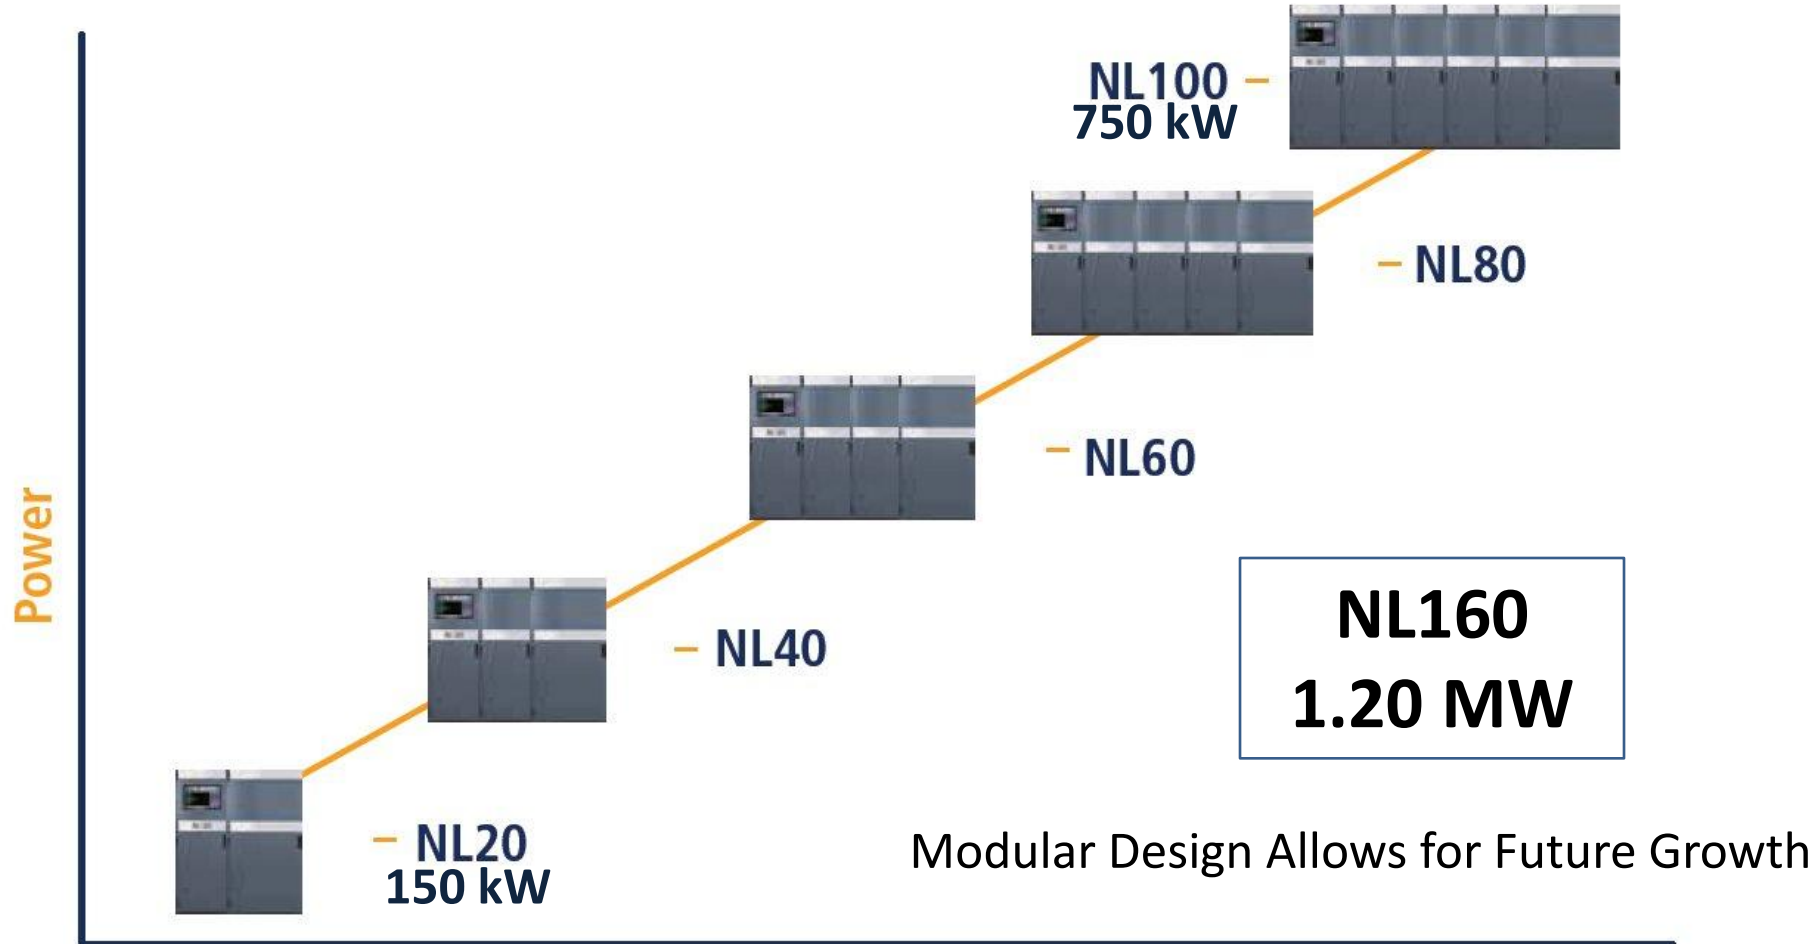 NL100
750 kW
NL80
NL60
Power
NL160
1.20 MW
NL40
NL20
150 kW
Modular Design Allows for Future Growth